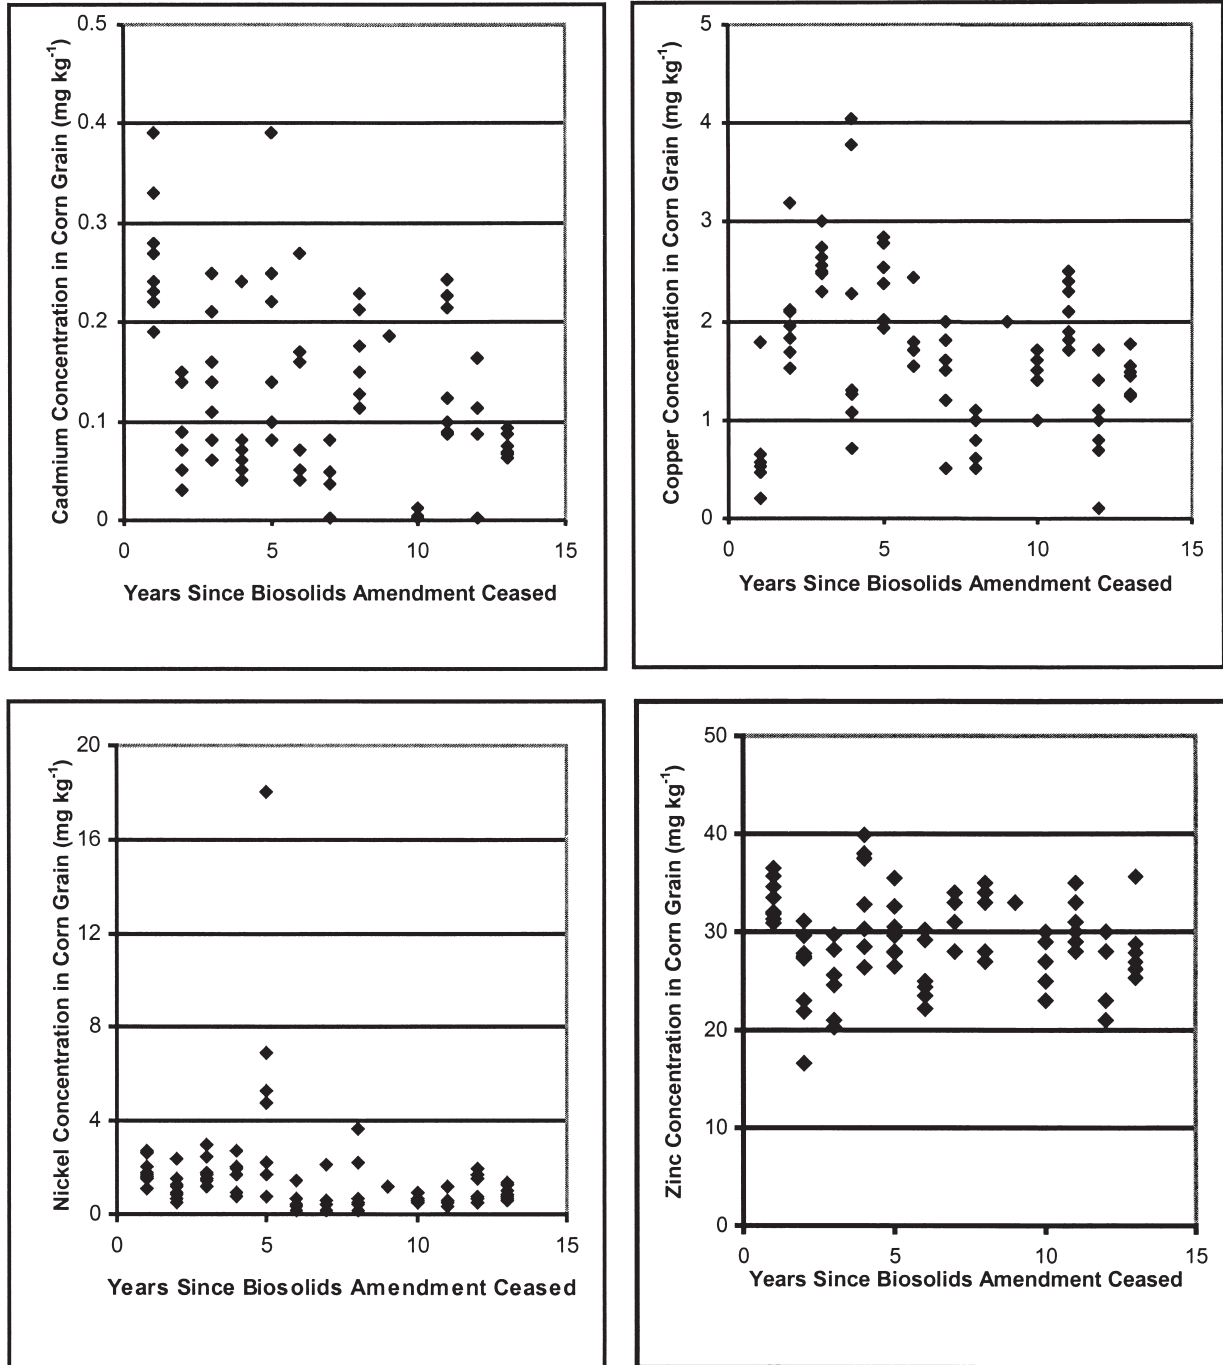 Cadmium Concentration in Corn Grain (mg kg-1)
0.5
0.4
0.3
0.2
0.1
0
0 5 10 15
Years Since Biosolids Amendment Ceased
Copper Concentration in Corn Grain (mg kg-1)
5
4
3
2
1
0
0 5 10 15
Years Since Biosolids Amendment Ceased
Nickel Concentration in Corn Grain (mg kg-1)
20
16
12
8
4
0
0 5 10 15
Years Since Biosolids Amendment Ceased
Zinc Concentration in Corn Grain (mg kg-1)
50
40
30
20
10
0
0 5 10 15
Years Since Biosolids Amendment Ceased